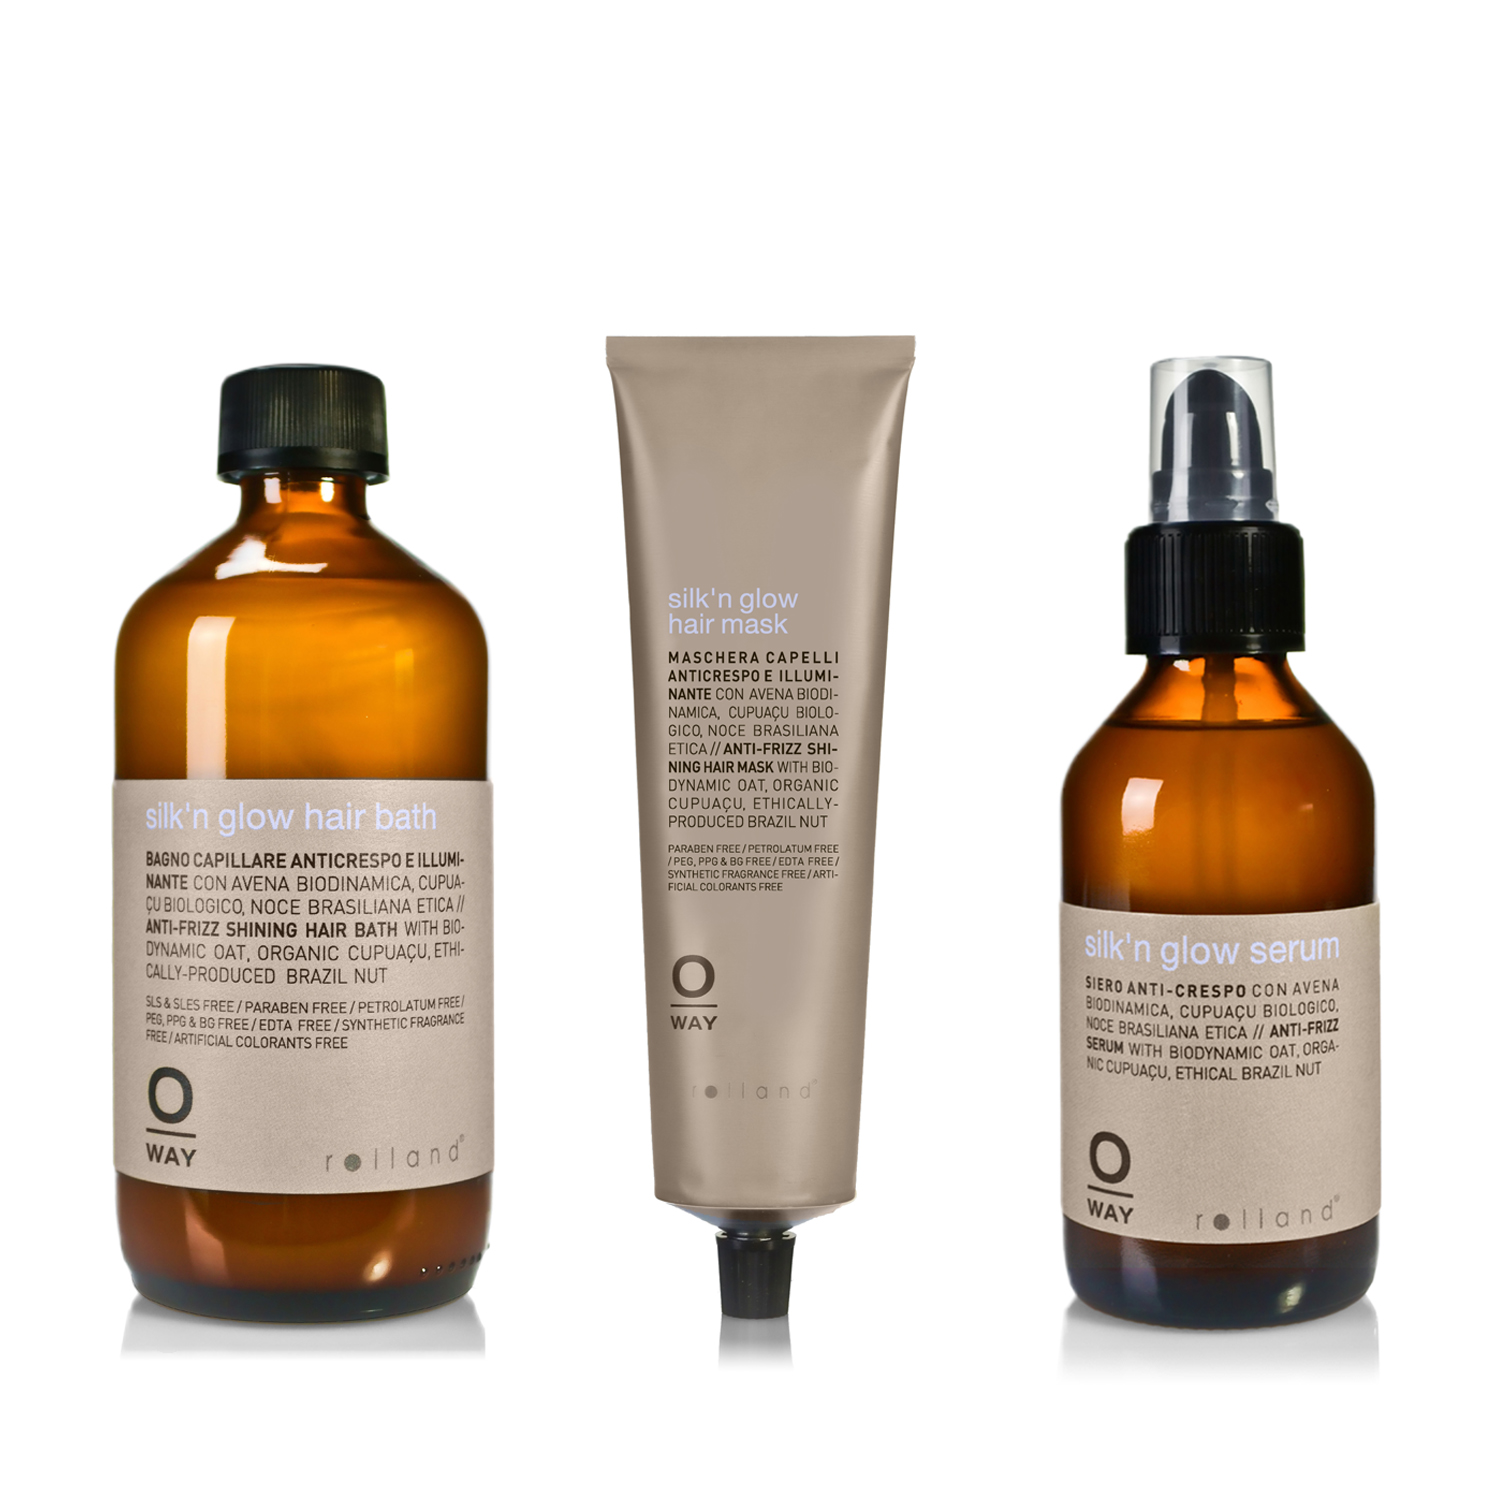 silk'n glow hair bath
BAGNO CAPILLARE ANTICRESPO E ILLUMI-
NANTE CON AVENA BIODINAMICA, CUPUA-
ÇU BIOLOGICO, NOCE BRASILIANA ETICA //
ANTI-FRIZZ SHINING HAIR BATH WITH BIO-
DYNAMIC OAT, ORGANIC CUPUAÇU, ETHI-
CALLY-PRODUCED BRAZIL NUT
SLS & SLES FREE / PARABEN FREE / PETROLATUM FREE /
PEG, PPG & BG FREE / EDTA FREE / SYNTHETIC FRAGRANCE
FREE / ARTIFICIAL COLORANTS FREE
O
WAY
rolland®
silk'n glow
hair mask
MASCHERA CAPELLI
ANTICRESPO E ILLUMI-
NANTE CON AVENA BIODI-
NAMICA, CUPUAÇU BIOLO-
GICO, NOCE BRASILIANA
ETICA // ANTI-FRIZZ SHI-
NING HAIR MASK WITH BIO-
DYNAMIC OAT, ORGANIC
CUPUAÇU, ETHICALLY-
PRODUCED BRAZIL NUT
PARABEN FREE / PETROLATUM FREE
/ PEG, PPG & BG FREE / EDTA FREE /
SYNTHETIC FRAGRANCE FREE / ARTI-
FICIAL COLORANTS FREE
O
WAY
rolland®
silk'n glow serum
SIERO ANTI-CRESPO CON AVENA
BIODINAMICA, CUPUAÇU BIOLOGICO,
NOCE BRASILIANA ETICA // ANTI-FRIZZ
SERUM WITH BIODYNAMIC OAT, ORGA-
NIC CUPUAÇU, ETHICAL BRAZIL NUT
O
WAY
rolland®